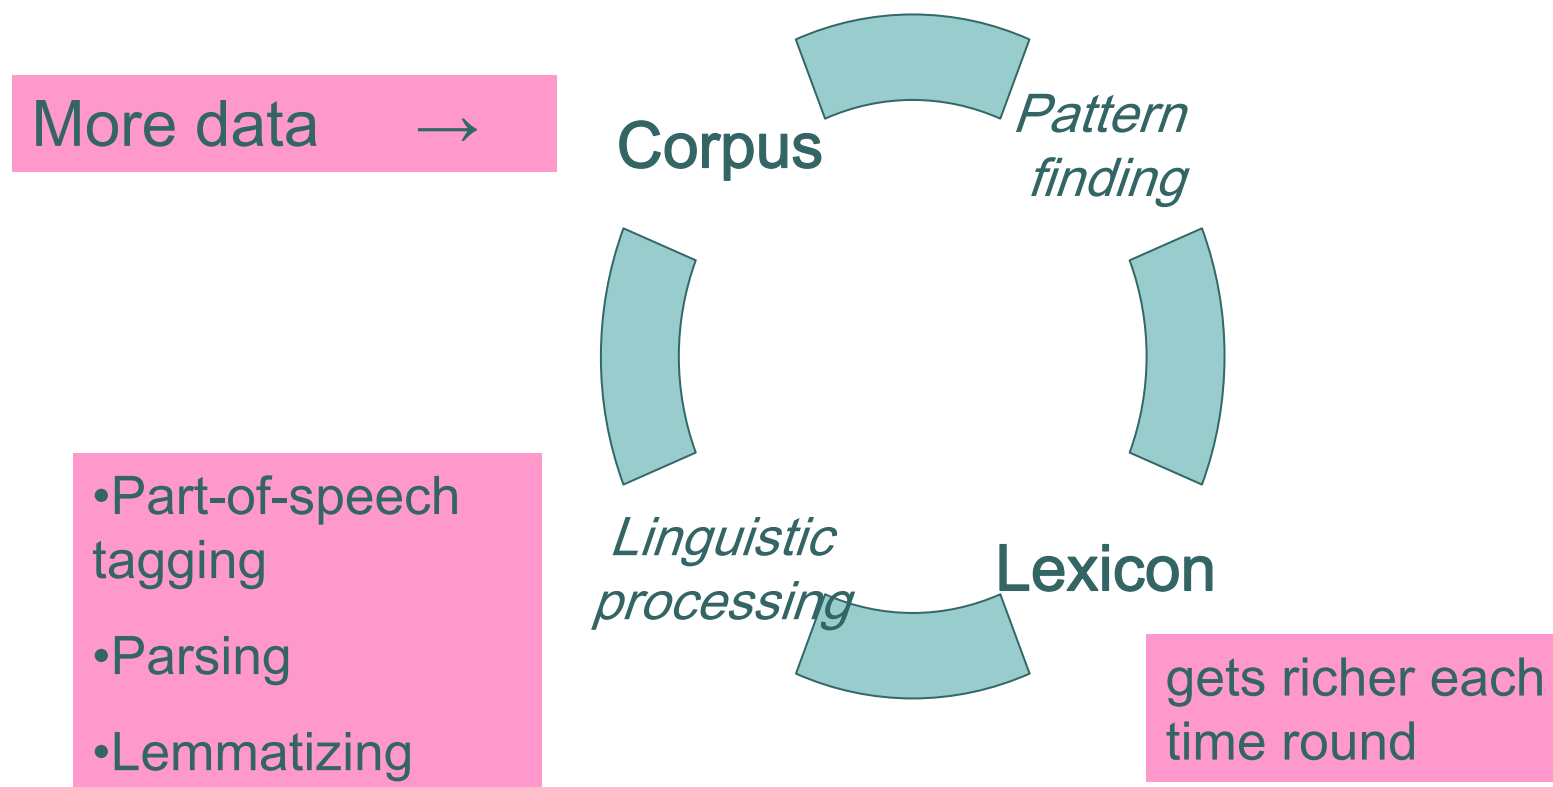 More data →
Corpus
Pattern
finding
•Part-of-speech
tagging
•Parsing
•Lemmatizing
Linguistic
processing
Lexicon
gets richer each
time round